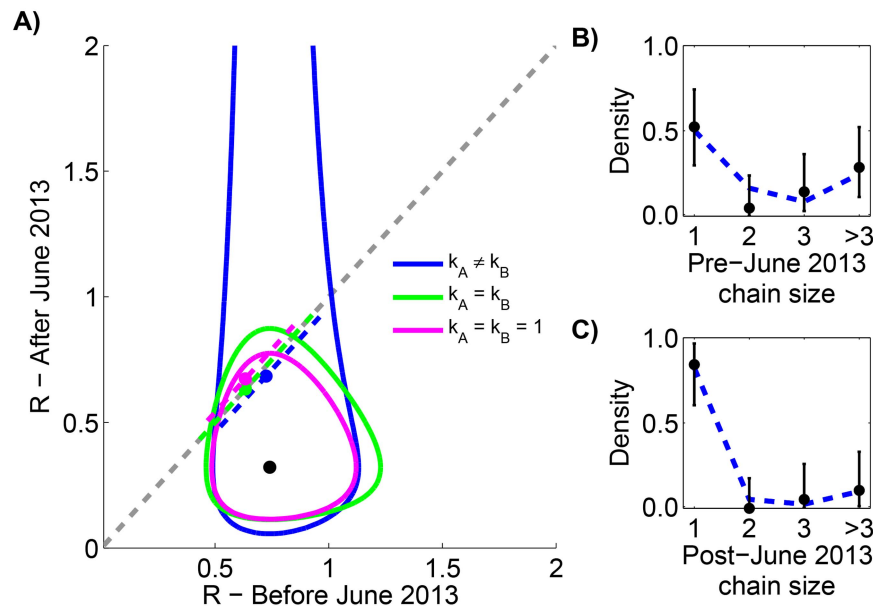 A)
2
1.5
1
0.5
0
0.5
1
1.5
2
R − After June 2013
R − Before June 2013
k_A ≠ k_B
k_A = k_B
k_A = k_B = 1
B)
1.0
0.5
0.0
Density
1 2 3 >3
Pre−June 2013
chain size
C)
1.0
0.5
0.0
Density
1 2 3 >3
Post−June 2013
chain size